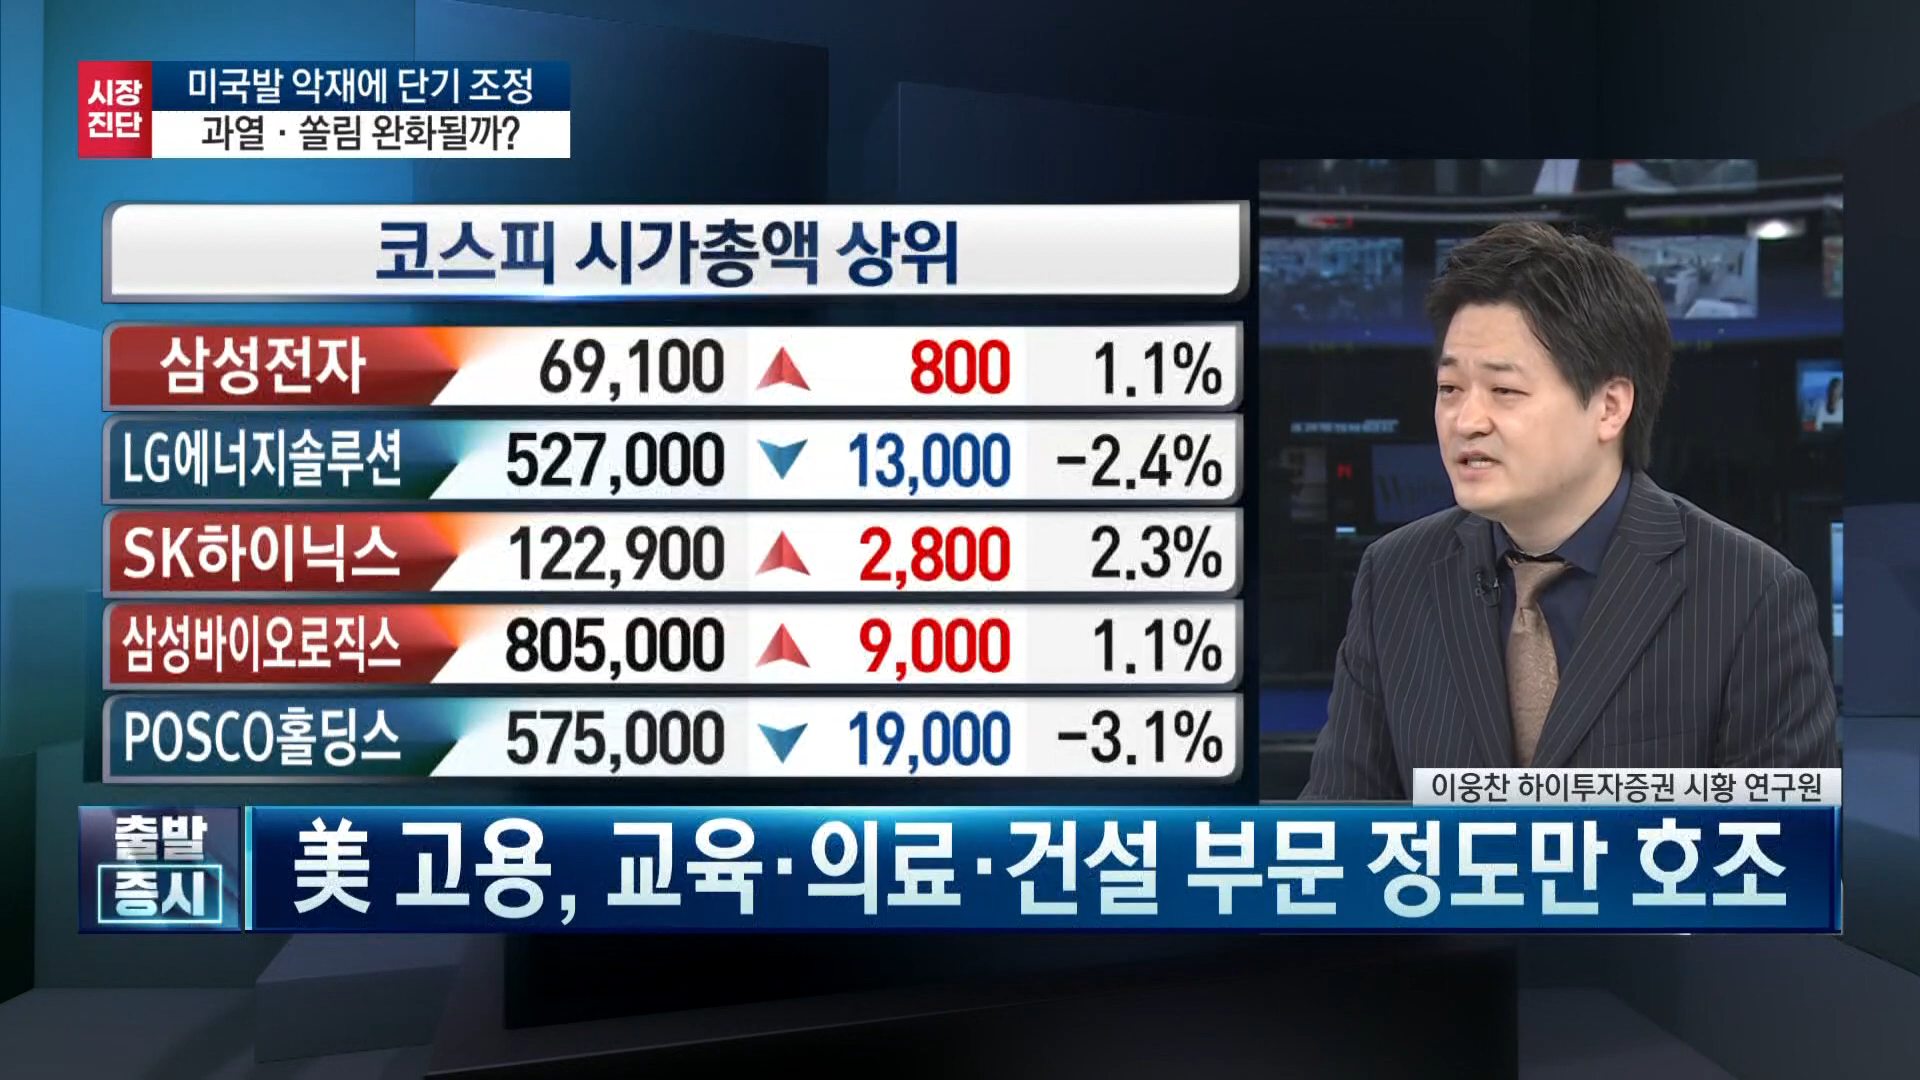 시장
진단
미국발 악재에 단기 조정
과열 · 쏠림 완화될까?
코스피 시가총액 상위
삼성전자 69,100 ▲ 800 1.1%
LG에너지솔루션 527,000 ▼ 13,000 -2.4%
SK하이닉스 122,900 ▲ 2,800 2.3%
삼성바이오로직스 805,000 ▲ 9,000 1.1%
POSCO홀딩스 575,000 ▼ 19,000 -3.1%
이웅찬 하이투자증권 시황 연구원
출발
증시
美 고용, 교육·의료·건설 부문 정도만 호조